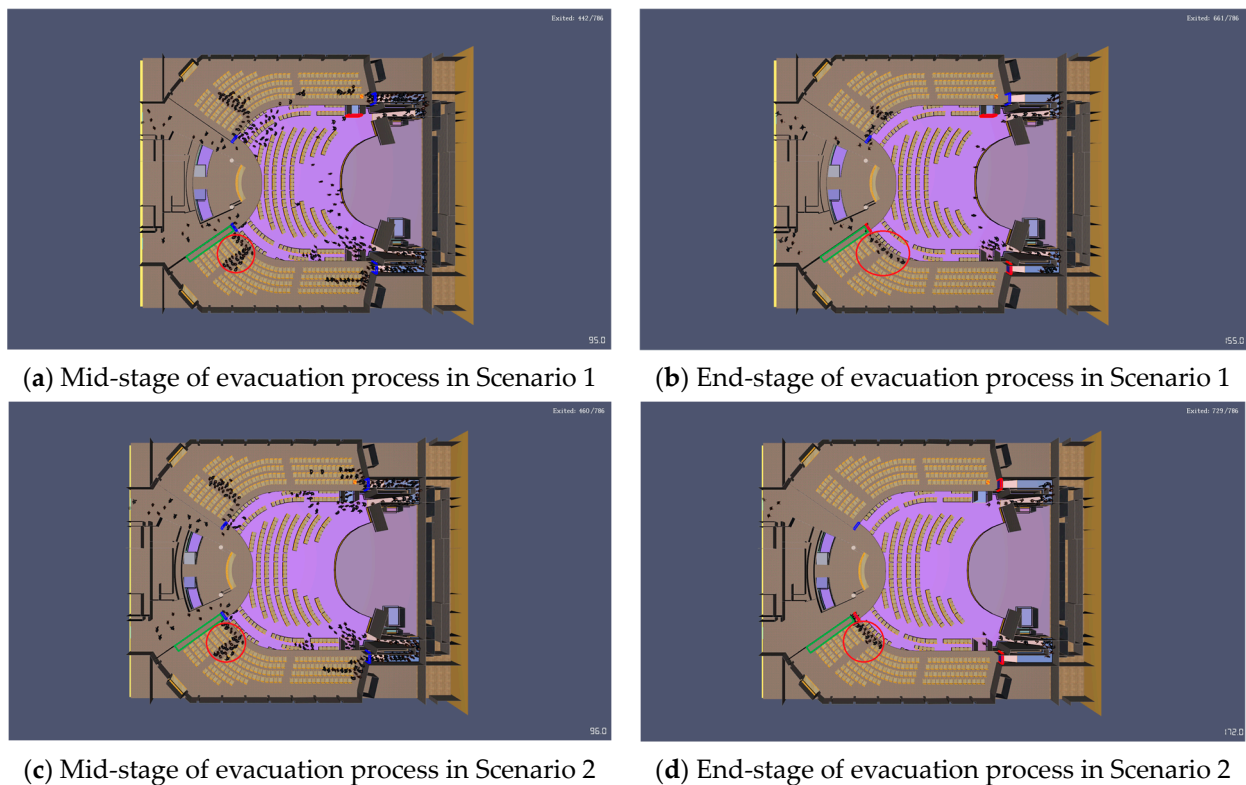 Exited: 442/786
Exited: 661/786
95.0
155.0
(a) Mid-stage of evacuation process in Scenario 1
(b) End-stage of evacuation process in Scenario 1
Exited: 460/786
Exited: 729/786
96.0
172.0
(c) Mid-stage of evacuation process in Scenario 2
(d) End-stage of evacuation process in Scenario 2